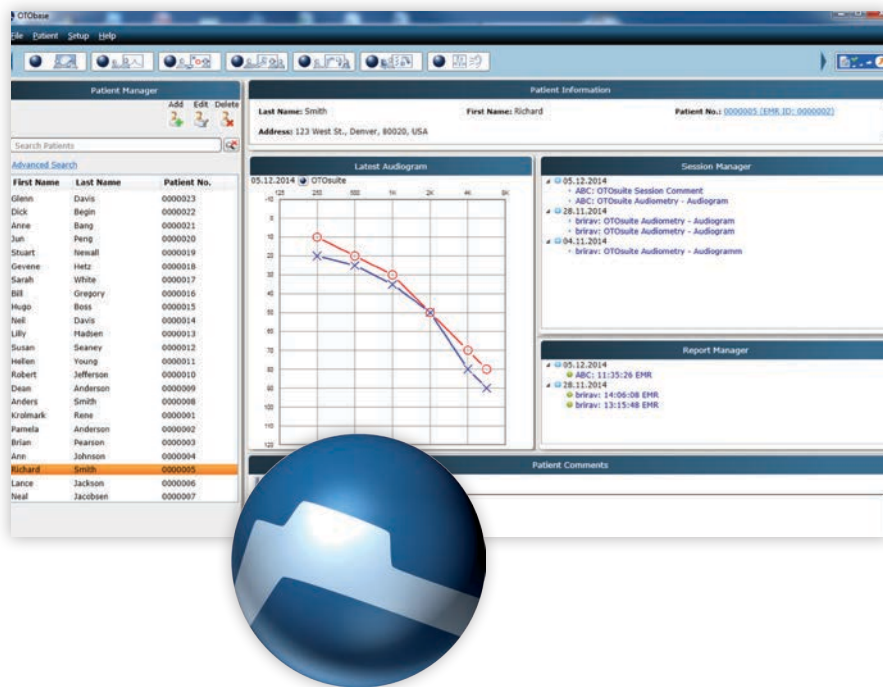 OTObase
File Patient Setup Help
Patient Manager
Add Edit Delete
Search Patients
Advanced Search
First Name Last Name Patient No.
Glenn Davis 0000023
Dick Begin 0000022
Anne Bang 0000021
Jun Peng 0000020
Stuart Newall 0000019
Gevene Hetz 0000018
Sarah White 0000017
Bill Gregory 0000016
Hugo Boss 0000015
Neil Davis 0000014
Lilly Madsen 0000013
Susan Seaney 0000012
Hellen Young 0000011
Robert Jefferson 0000010
Dean Anderson 0000009
Anders Smith 0000008
Krolmark Rene 0000001
Pamela Anderson 0000002
Brian Pearson 0000003
Ann Johnson 0000004
Richard Smith 0000005
Lance Jackson 0000006
Neal Jacobsen 0000007
Patient Information
Last Name: Smith First Name: Richard Patient No.: 0000005 (EMR ID: 0000002)
Address: 123 West St., Denver, 80020, USA
Latest Audiogram
05.12.2014 OTOsuite
125 250 500 1K 2K 4K 8K
-10
0
10
20
30
40
50
60
70
80
90
100
110
120
Session Manager
05.12.2014
ABC: OTOsuite Session Comment
ABC: OTOsuite Audiometry - Audiogram
28.11.2014
brirav: OTOsuite Audiometry - Audiogram
brirav: OTOsuite Audiometry - Audiogram
04.11.2014
brirav: OTOsuite Audiometry - Audiogramm
Report Manager
05.12.2014
ABC: 11:35:26 EMR
28.11.2014
brirav: 14:06:08 EMR
brirav: 13:15:48 EMR
Patient Comments